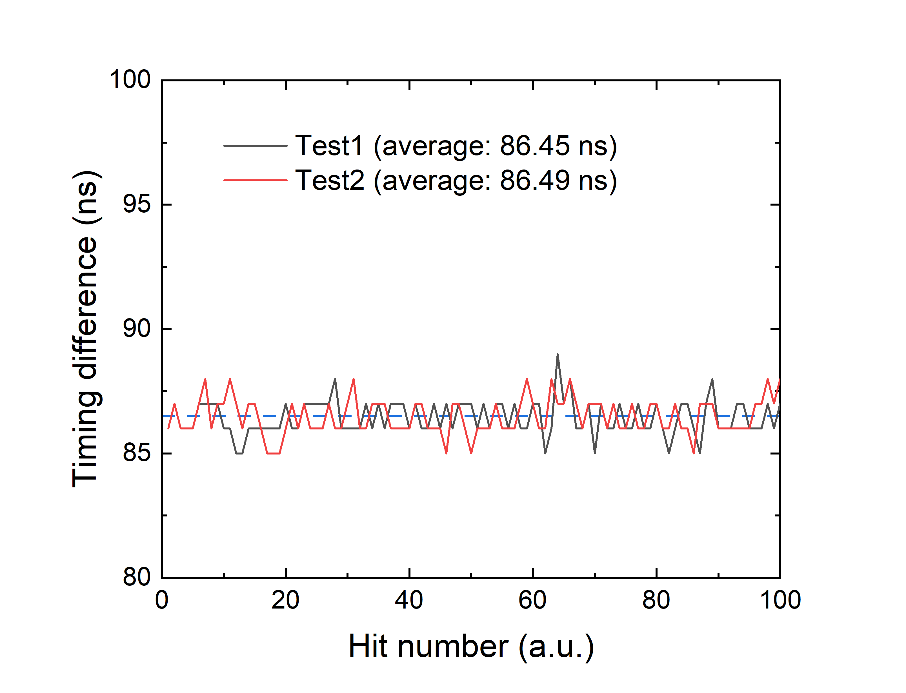 100
95
90
85
80
Timing difference (ns)
Test1 (average: 86.45 ns)
Test2 (average: 86.49 ns)
0 20 40 60 80 100
Hit number (a.u.)